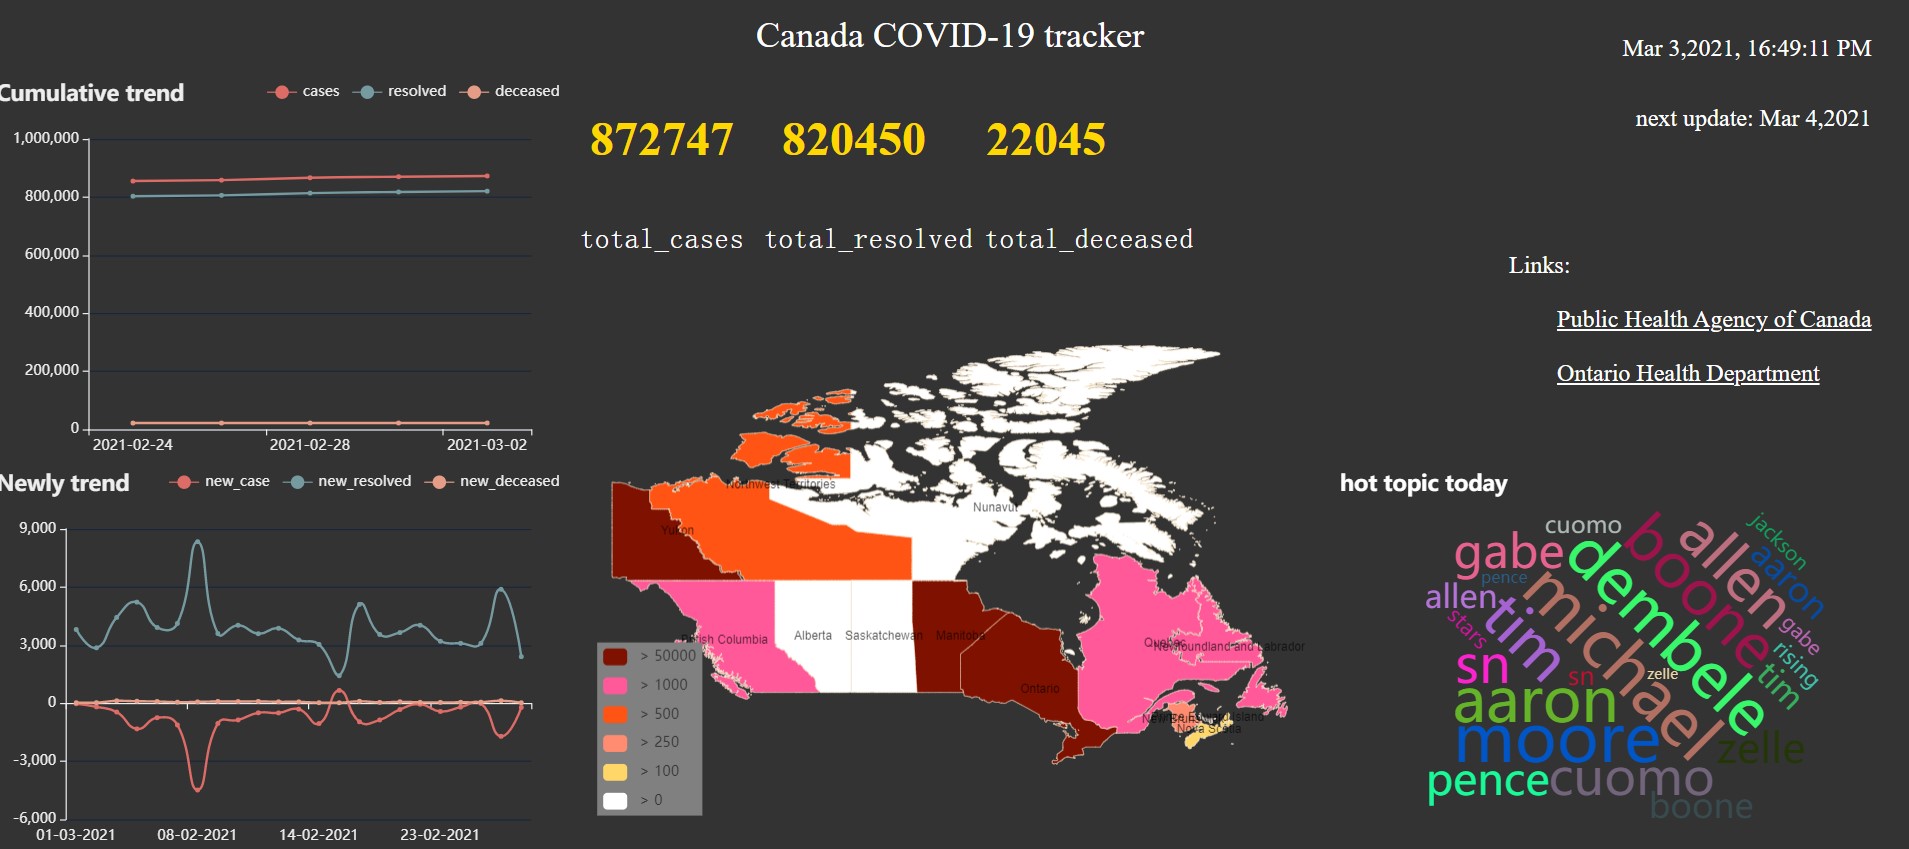 Canada COVID-19 tracker
Mar 3,2021, 16:49:11 PM
next update: Mar 4,2021
Cumulative trend
cases resolved deceased
1,000,000
800,000
600,000
400,000
200,000
0
2021-02-24 2021-02-28 2021-03-02
872747 820450 22045
total_cases total_resolved total_deceased
Links:
Public Health Agency of Canada
Ontario Health Department
Newly trend
new_case new_resolved new_deceased
9,000
6,000
3,000
0
-3,000
-6,000
01-03-2021 08-02-2021 14-02-2021 23-02-2021
Northwest Territories
Nunavut
Yukon
British Columbia
Alberta
Saskatchewan
Manitoba
Quebec
Newfoundland and Labrador
Ontario
Island
Nova Scotia
> 50000
> 1000
> 500
> 250
> 100
> 0
hot topic today
cuomo
jackson
gabe
boone
allen
aaron
dembele
pence
allen
michael
tim
stars
gabe
rising
sn
sn
zelle
tim
aaron
moore
zelle
pence
cuomo
boone